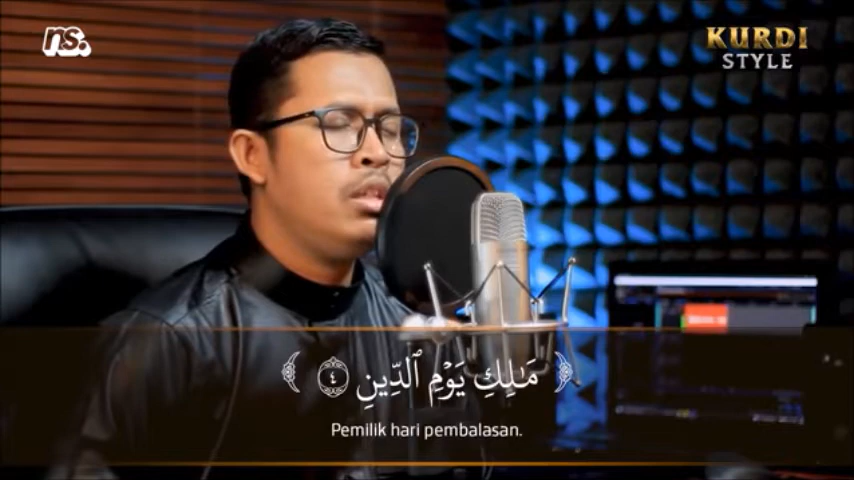 ns.
KURDI
STYLE
﴿ مَـٰلِكِ يَوْمِ ٱلدِّينِ ٤ ﴾
Pemilik hari pembalasan.